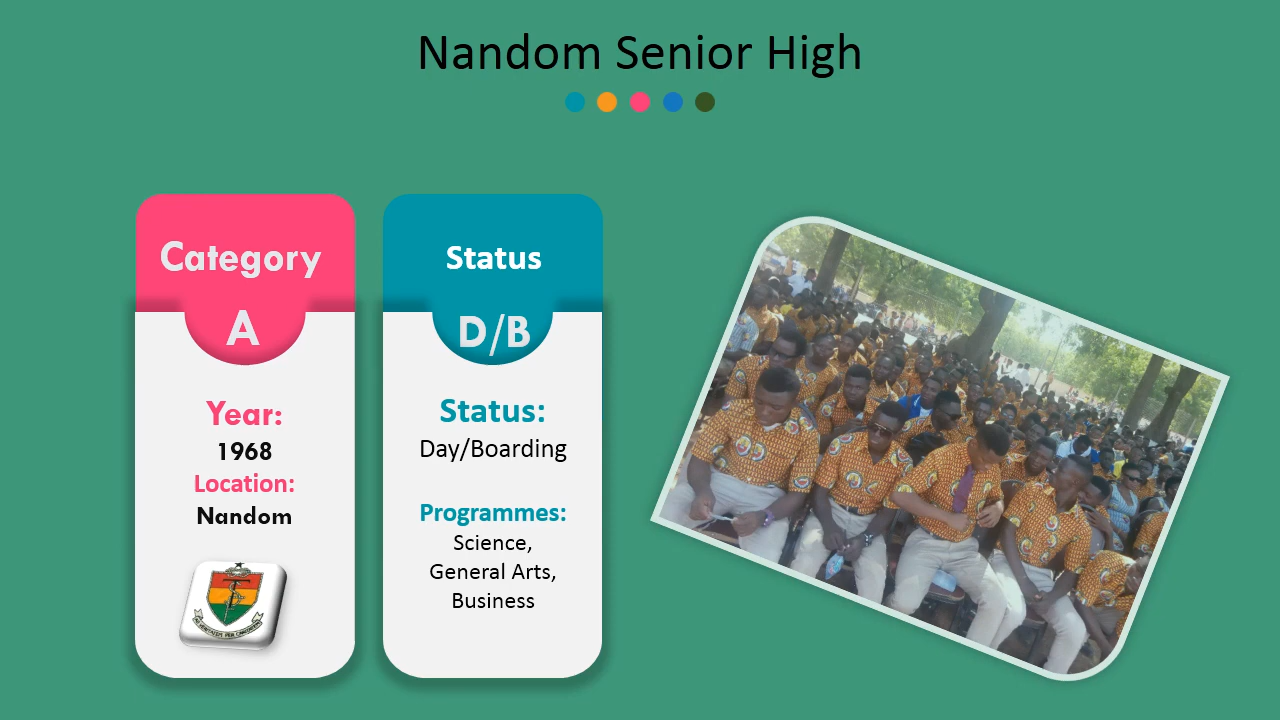 Nandom Senior High
Category
A
Year:
1968
Location:
Nandom
Status
D/B
Status:
Day/Boarding
Programmes:
Science,
General Arts,
Business